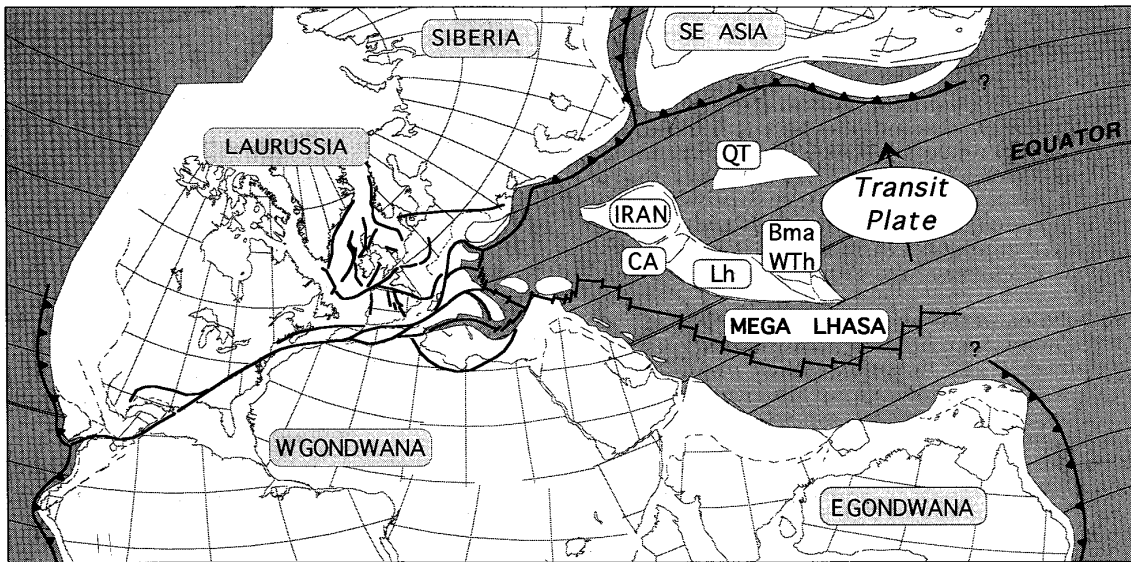 SIBERIA
SE ASIA
?
LAURUSSIA
QT
EQUATOR
Transit
Plate
IRAN
Bma
WTh
CA
Lh
MEGA LHASA
?
W GONDWANA
E GONDWANA